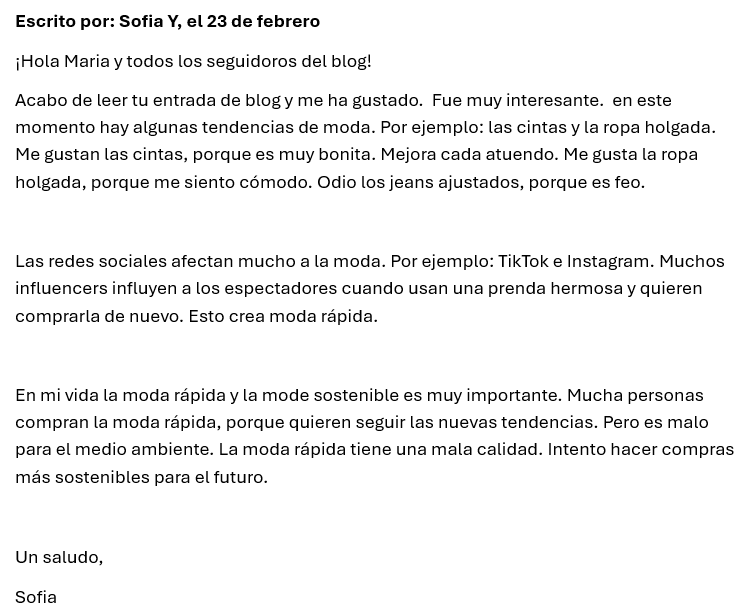 Escrito por: Sofia Y, el 23 de febrero
¡Hola Maria y todos los seguidoros del blog!
Acabo de leer tu entrada de blog y me ha gustado.  Fue muy interesante.  en este
momento hay algunas tendencias de moda. Por ejemplo: las cintas y la ropa holgada.
Me gustan las cintas, porque es muy bonita. Mejora cada atuendo. Me gusta la ropa
holgada, porque me siento cómodo. Odio los jeans ajustados, porque es feo.
Las redes sociales afectan mucho a la moda. Por ejemplo: TikTok e Instagram. Muchos
influencers influyen a los espectadores cuando usan una prenda hermosa y quieren
comprarla de nuevo. Esto crea moda rápida.
En mi vida la moda rápida y la mode sostenible es muy importante. Mucha personas
compran la moda rápida, porque quieren seguir las nuevas tendencias. Pero es malo
para el medio ambiente. La moda rápida tiene una mala calidad. Intento hacer compras
más sostenibles para el futuro.
Un saludo,
Sofia